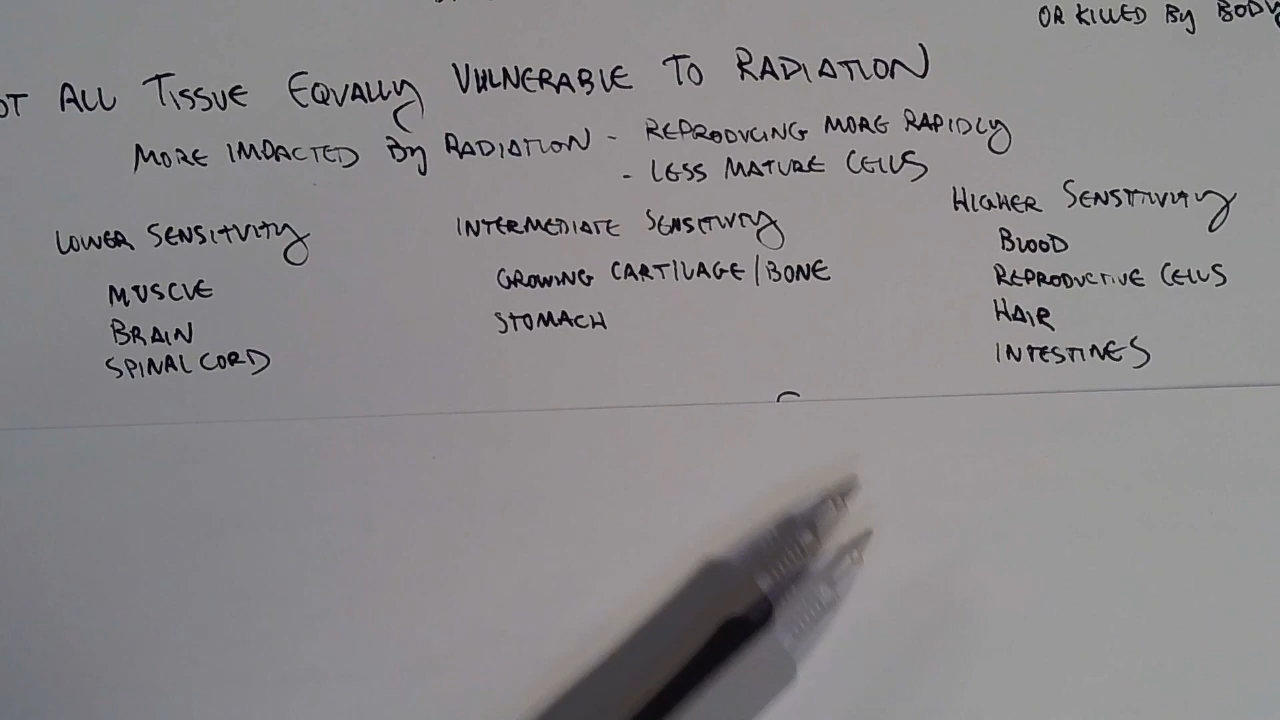 OR KILLED BY BODY
OT ALL TISSUE EQUALLY VULNERABLE TO RADIATION
MORE IMPACTED BY RADIATION - REPRODUCING MORE RAPIDLY
- LESS MATURE CELLS
LOWER SENSITIVITY
MUSCLE
BRAIN
SPINAL CORD
INTERMEDIATE SENSITIVITY
GROWING CARTILAGE/BONE
STOMACH
HIGHER SENSITIVITY
BLOOD
REPRODUCTIVE CELLS
HAIR
INTESTINES